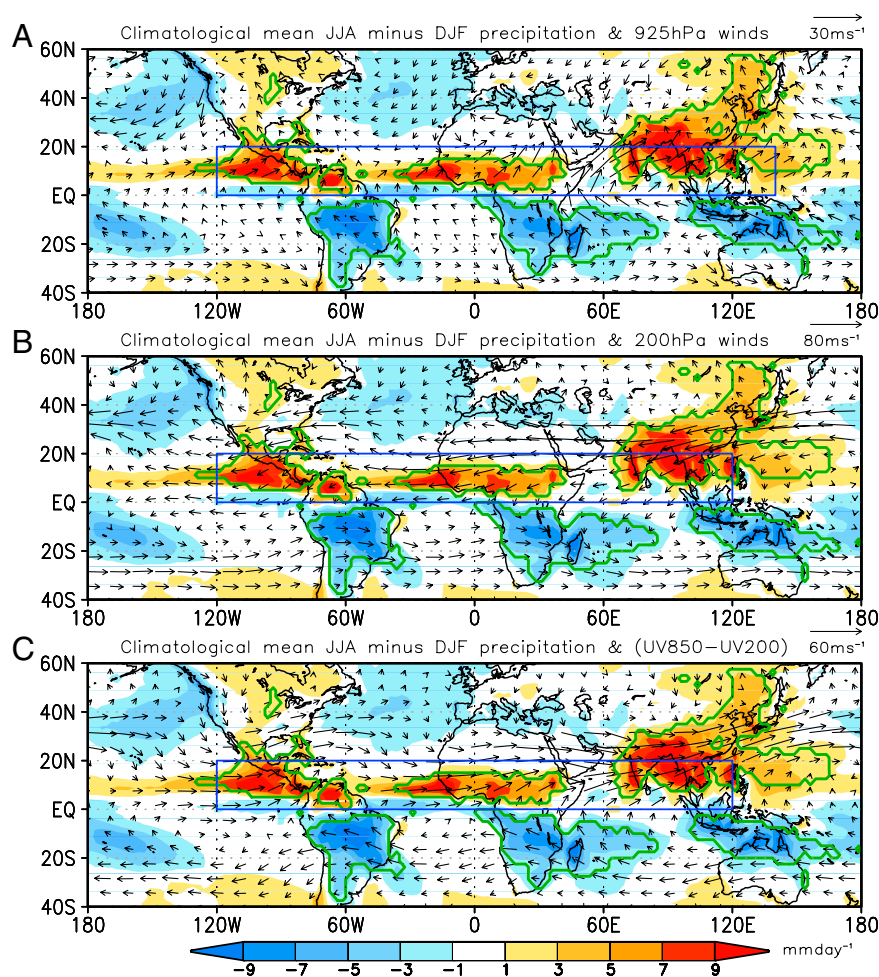 A
Climatological mean JJA minus DJF precipitation & 925hPa winds
30ms⁻¹
60N
40N
20N
EQ
20S
40S
180 120W 60W 0 60E 120E 180
B
Climatological mean JJA minus DJF precipitation & 200hPa winds
80ms⁻¹
60N
40N
20N
EQ
20S
40S
180 120W 60W 0 60E 120E 180
C
Climatological mean JJA minus DJF precipitation & (UV850−UV200)
60ms⁻¹
60N
40N
20N
EQ
20S
40S
180 120W 60W 0 60E 120E 180
mmday⁻¹
−9 −7 −5 −3 −1 1 3 5 7 9